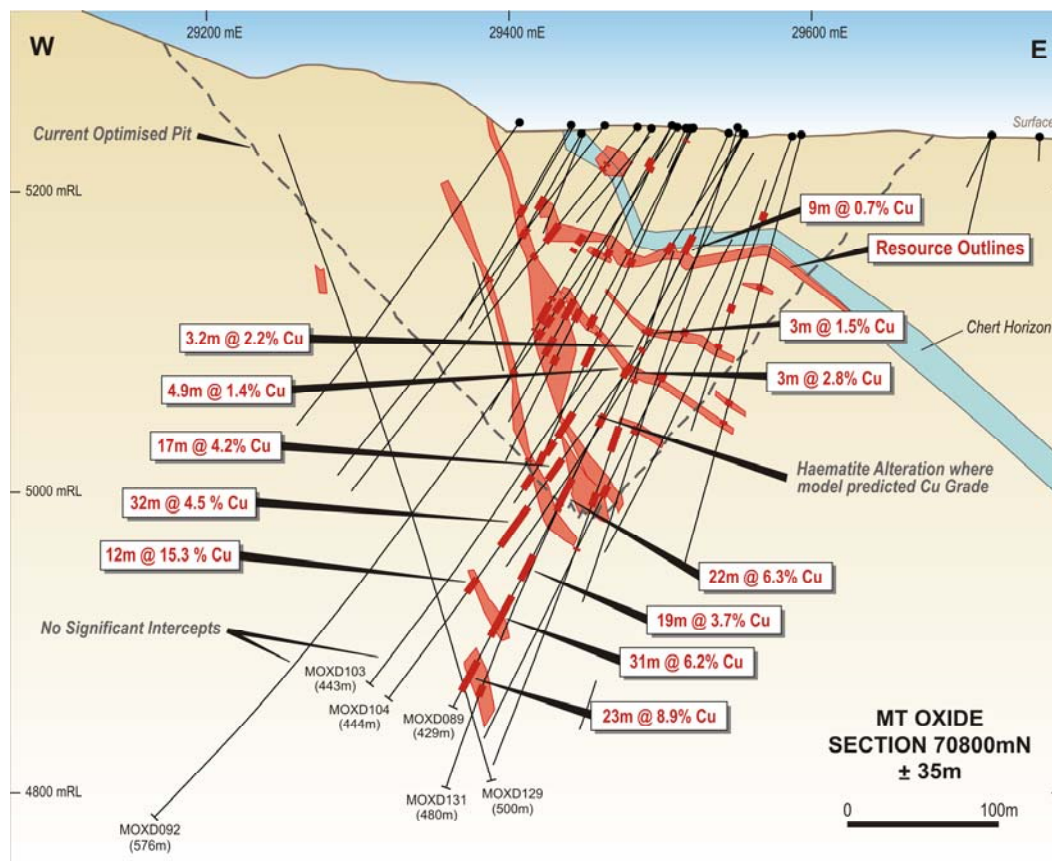 29200 mE
29400 mE
29600 mE
W
E
Surface
Current Optimised Pit
5200 mRL
9m @ 0.7% Cu
Resource Outlines
3.2m @ 2.2% Cu
3m @ 1.5% Cu
Chert Horizon
4.9m @ 1.4% Cu
3m @ 2.8% Cu
17m @ 4.2% Cu
Haematite Alteration where
model predicted Cu Grade
5000 mRL
32m @ 4.5 % Cu
12m @ 15.3 % Cu
22m @ 6.3% Cu
19m @ 3.7% Cu
No Significant Intercepts
31m @ 6.2% Cu
MOXD103
(443m)
MOXD104
(444m)
MOXD089
(429m)
23m @ 8.9% Cu
MT OXIDE
SECTION 70800mN
± 35m
4800 mRL
MOXD131
(480m)
MOXD129
(500m)
0
100m
MOXD092
(576m)